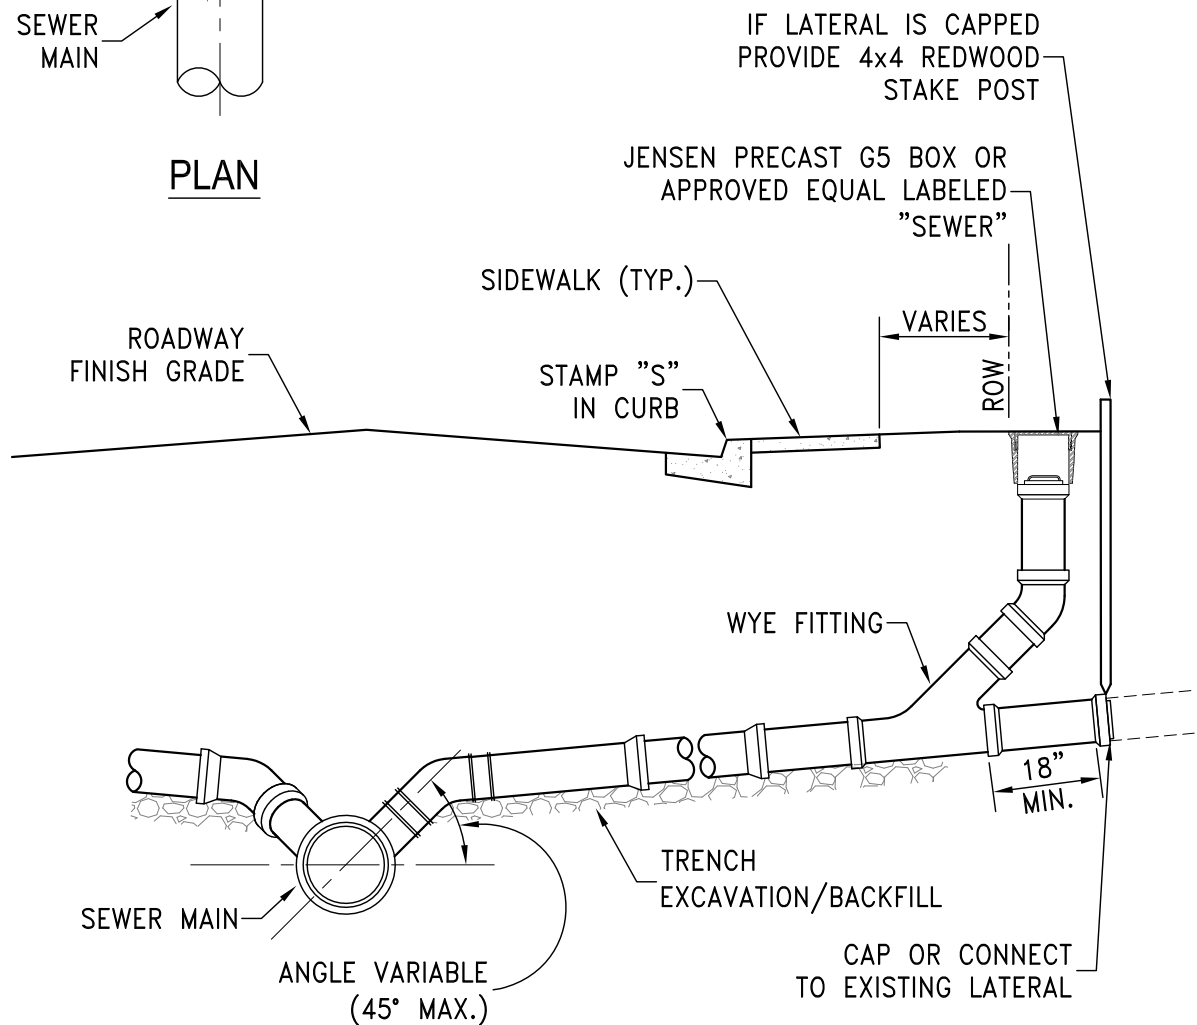 SEWER
MAIN
PLAN
IF LATERAL IS CAPPED
PROVIDE 4x4 REDWOOD
STAKE POST
JENSEN PRECAST G5 BOX OR
APPROVED EQUAL LABELED
"SEWER"
SIDEWALK (TYP.)
VARIES
ROW
ROADWAY
FINISH GRADE
STAMP "S"
IN CURB
WYE FITTING
18"
MIN.
TRENCH
EXCAVATION/BACKFILL
SEWER MAIN
ANGLE VARIABLE
(45° MAX.)
CAP OR CONNECT
TO EXISTING LATERAL